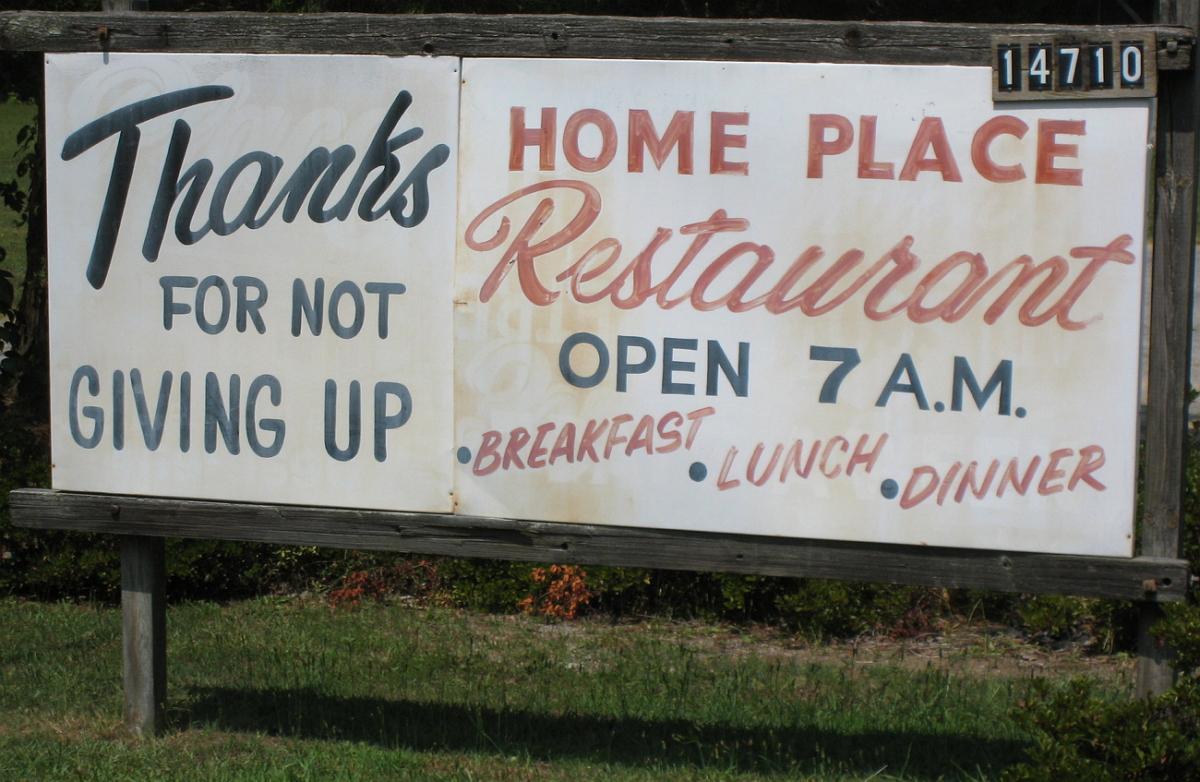 Thanks
FOR NOT
GIVING UP
14710
HOME PLACE
Restaurant
OPEN 7 A.M.
•BREAKFAST •LUNCH •DINNER